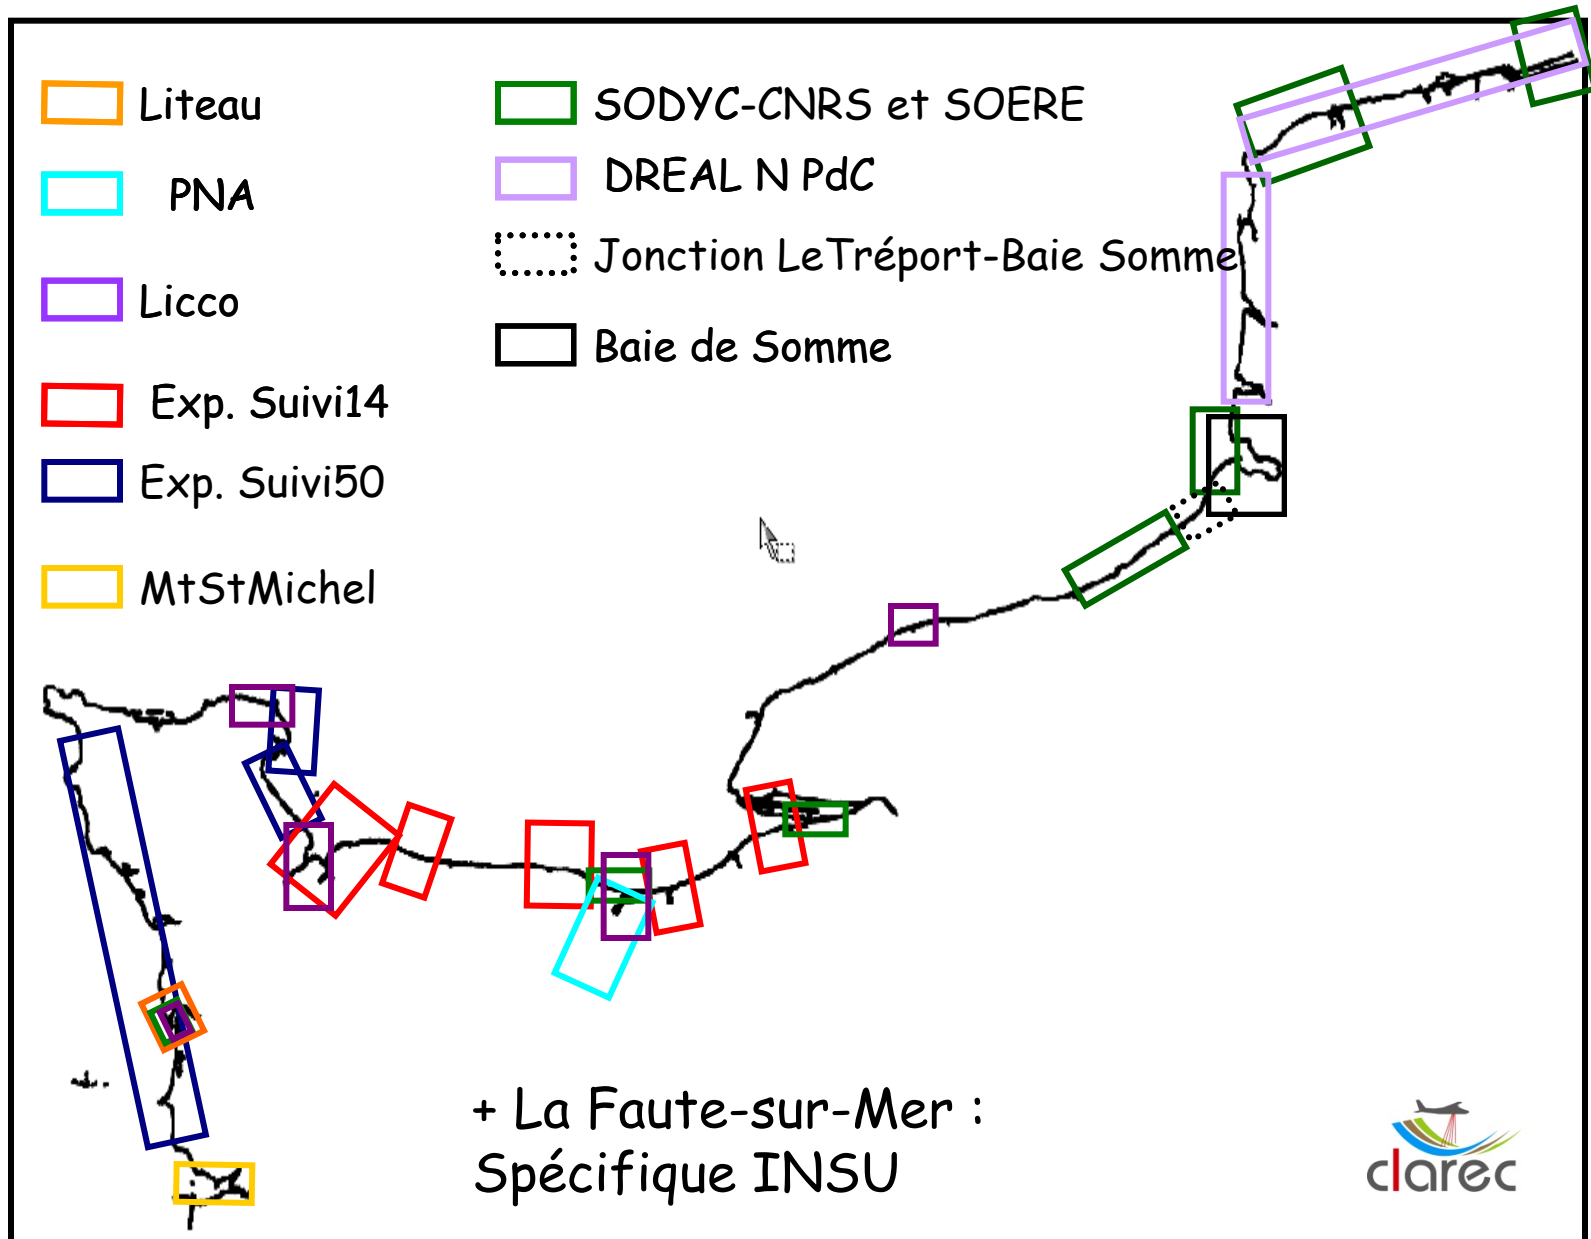 Liteau
PNA
Licco
Exp. Suivi14
Exp. Suivi50
MtStMichel
SODYC-CNRS et SOERE
DREAL N PdC
Jonction LeTréport-Baie Somme
Baie de Somme
+ La Faute-sur-Mer :
Spécifique INSU
clarec